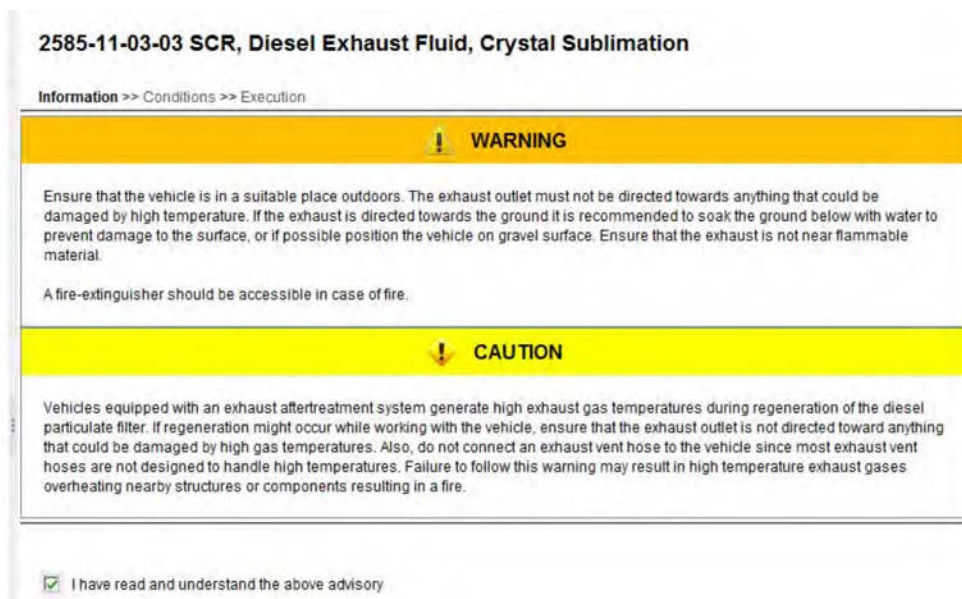 2585-11-03-03 SCR, Diesel Exhaust Fluid, Crystal Sublimation
Information >> Conditions >> Execution
WARNING
Ensure that the vehicle is in a suitable place outdoors. The exhaust outlet must not be directed towards anything that could be
damaged by high temperature. If the exhaust is directed towards the ground it is recommended to soak the ground below with water to
prevent damage to the surface, or if possible position the vehicle on gravel surface. Ensure that the exhaust is not near flammable
material.
A fire-extinguisher should be accessible in case of fire.
CAUTION
Vehicles equipped with an exhaust aftertreatment system generate high exhaust gas temperatures during regeneration of the diesel
particulate filter. If regeneration might occur while working with the vehicle, ensure that the exhaust outlet is not directed toward anything
that could be damaged by high gas temperatures. Also, do not connect an exhaust vent hose to the vehicle since most exhaust vent
hoses are not designed to handle high temperatures. Failure to follow this warning may result in high temperature exhaust gases
overheating nearby structures or components resulting in a fire.
I have read and understand the above advisory